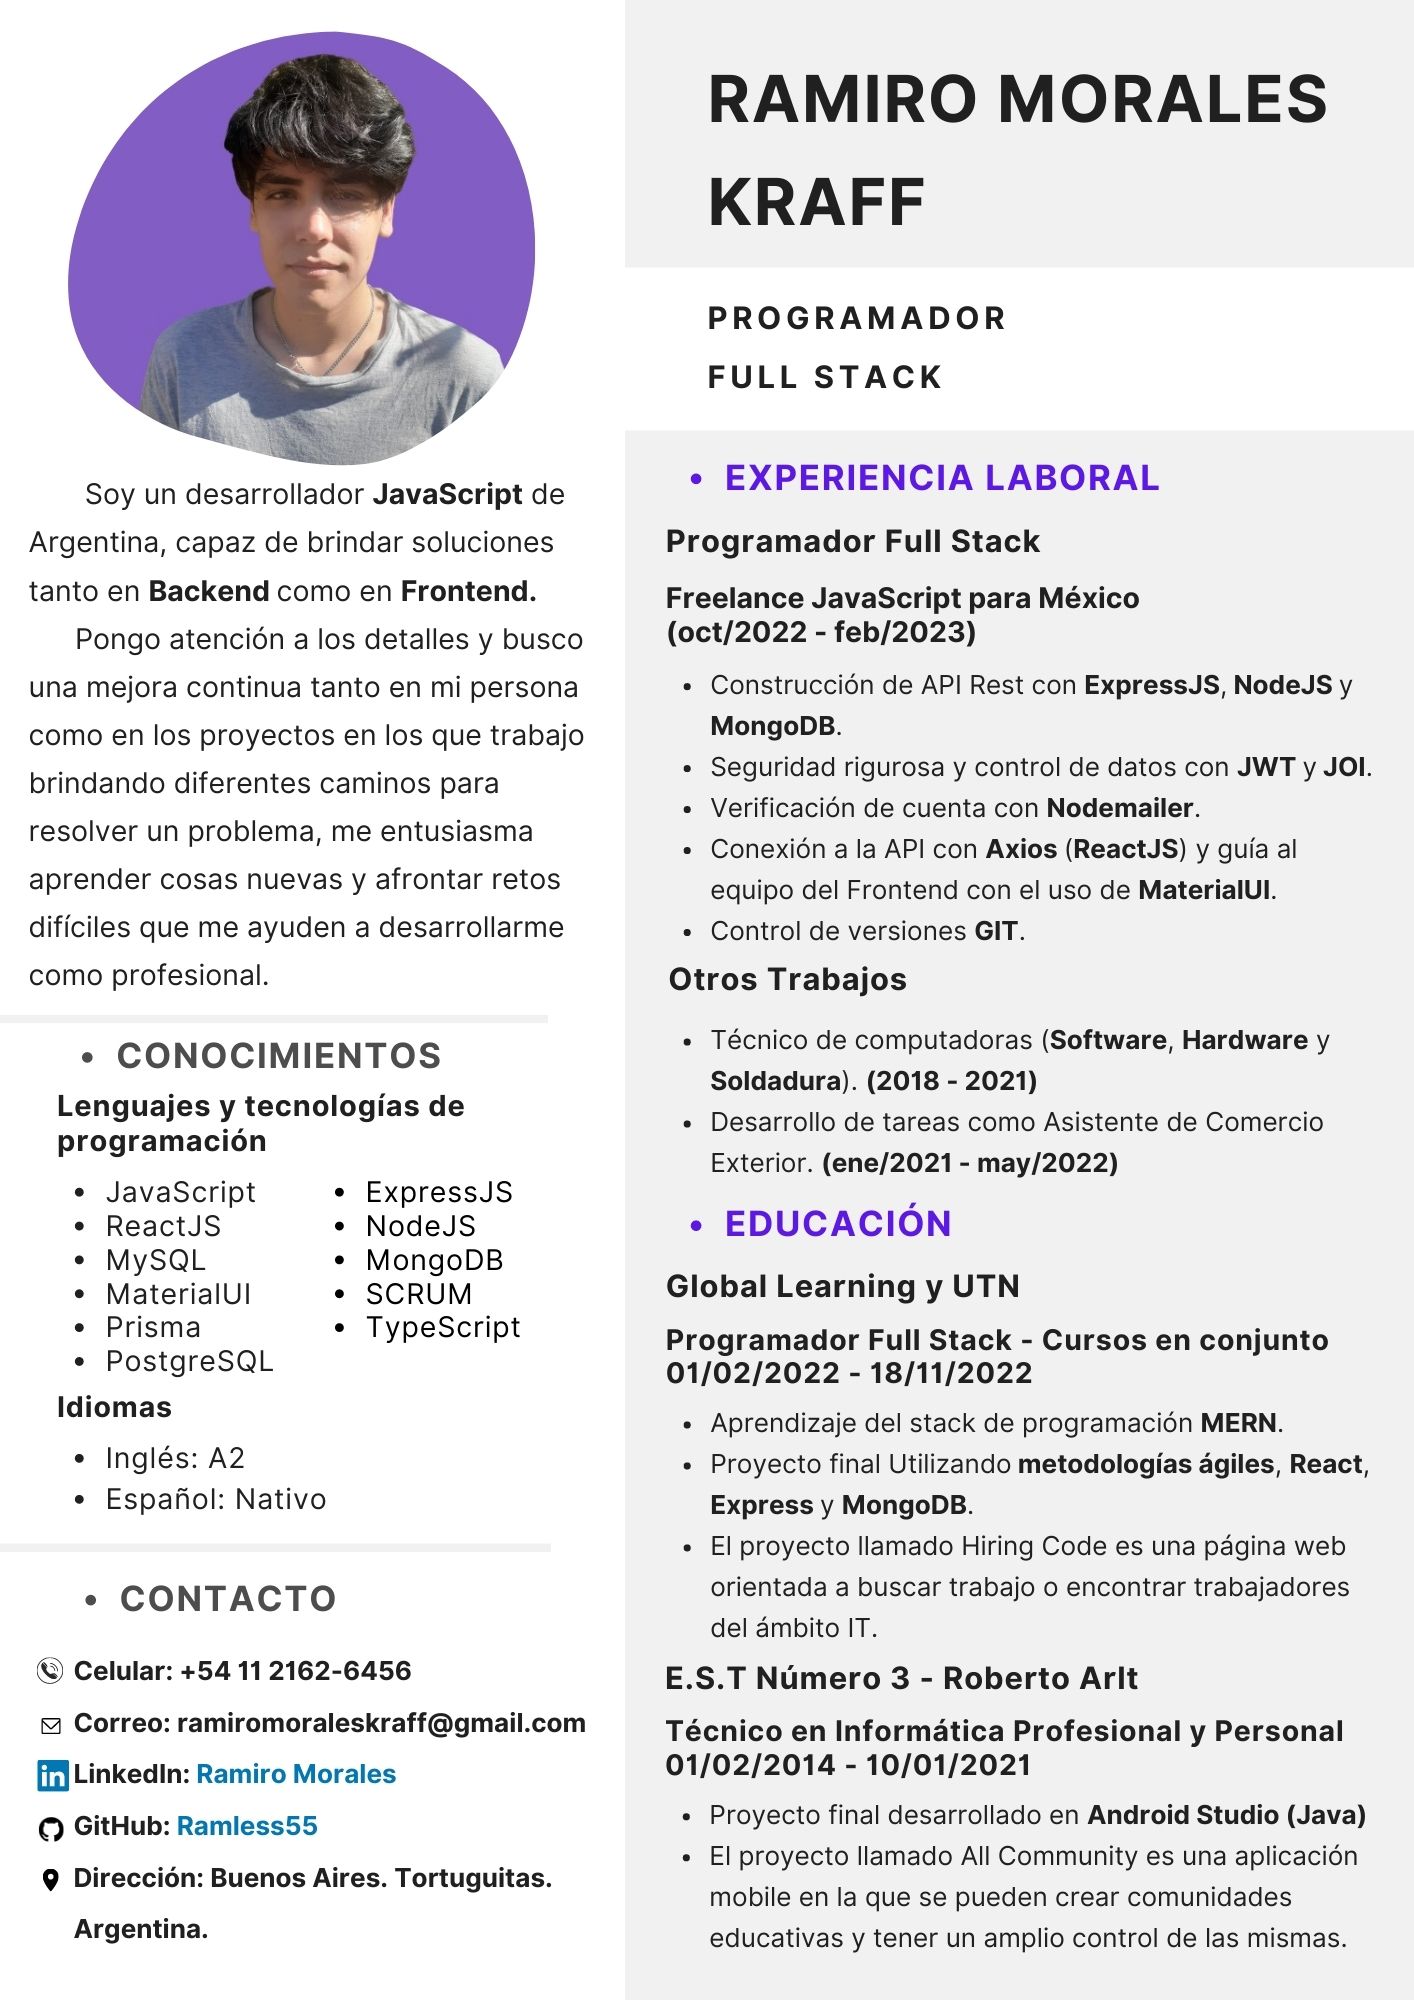 RAMIRO MORALES
KRAFF
PROGRAMADOR
FULL STACK
Soy un desarrollador JavaScript de
Argentina, capaz de brindar soluciones
tanto en Backend como en Frontend.
Pongo atención a los detalles y busco
una mejora continua tanto en mi persona
como en los proyectos en los que trabajo
brindando diferentes caminos para
resolver un problema, me entusiasma
aprender cosas nuevas y afrontar retos
difíciles que me ayuden a desarrollarme
como profesional.
• CONOCIMIENTOS
Lenguajes y tecnologías de
programación
• JavaScript
• ReactJS
• MySQL
• MaterialUI
• Prisma
• PostgreSQL
• ExpressJS
• NodeJS
• MongoDB
• SCRUM
• TypeScript
Idiomas
• Inglés: A2
• Español: Nativo
• CONTACTO
Celular: +54 11 2162-6456
Correo: ramiromoraleskraff@gmail.com
in LinkedIn: Ramiro Morales
GitHub: Ramless55
Dirección: Buenos Aires. Tortuguitas.
Argentina.
• EXPERIENCIA LABORAL
Programador Full Stack
Freelance JavaScript para México
(oct/2022 - feb/2023)
• Construcción de API Rest con ExpressJS, NodeJS y
MongoDB.
• Seguridad rigurosa y control de datos con JWT y JOI.
• Verificación de cuenta con Nodemailer.
• Conexión a la API con Axios (ReactJS) y guía al
equipo del Frontend con el uso de MaterialUI.
• Control de versiones GIT.
Otros Trabajos
• Técnico de computadoras (Software, Hardware y
Soldadura). (2018 - 2021)
• Desarrollo de tareas como Asistente de Comercio
Exterior. (ene/2021 - may/2022)
• EDUCACIÓN
Global Learning y UTN
Programador Full Stack - Cursos en conjunto
01/02/2022 - 18/11/2022
• Aprendizaje del stack de programación MERN.
• Proyecto final Utilizando metodologías ágiles, React,
Express y MongoDB.
• El proyecto llamado Hiring Code es una página web
orientada a buscar trabajo o encontrar trabajadores
del ámbito IT.
E.S.T Número 3 - Roberto Arlt
Técnico en Informática Profesional y Personal
01/02/2014 - 10/01/2021
• Proyecto final desarrollado en Android Studio (Java)
• El proyecto llamado All Community es una aplicación
mobile en la que se pueden crear comunidades
educativas y tener un amplio control de las mismas.